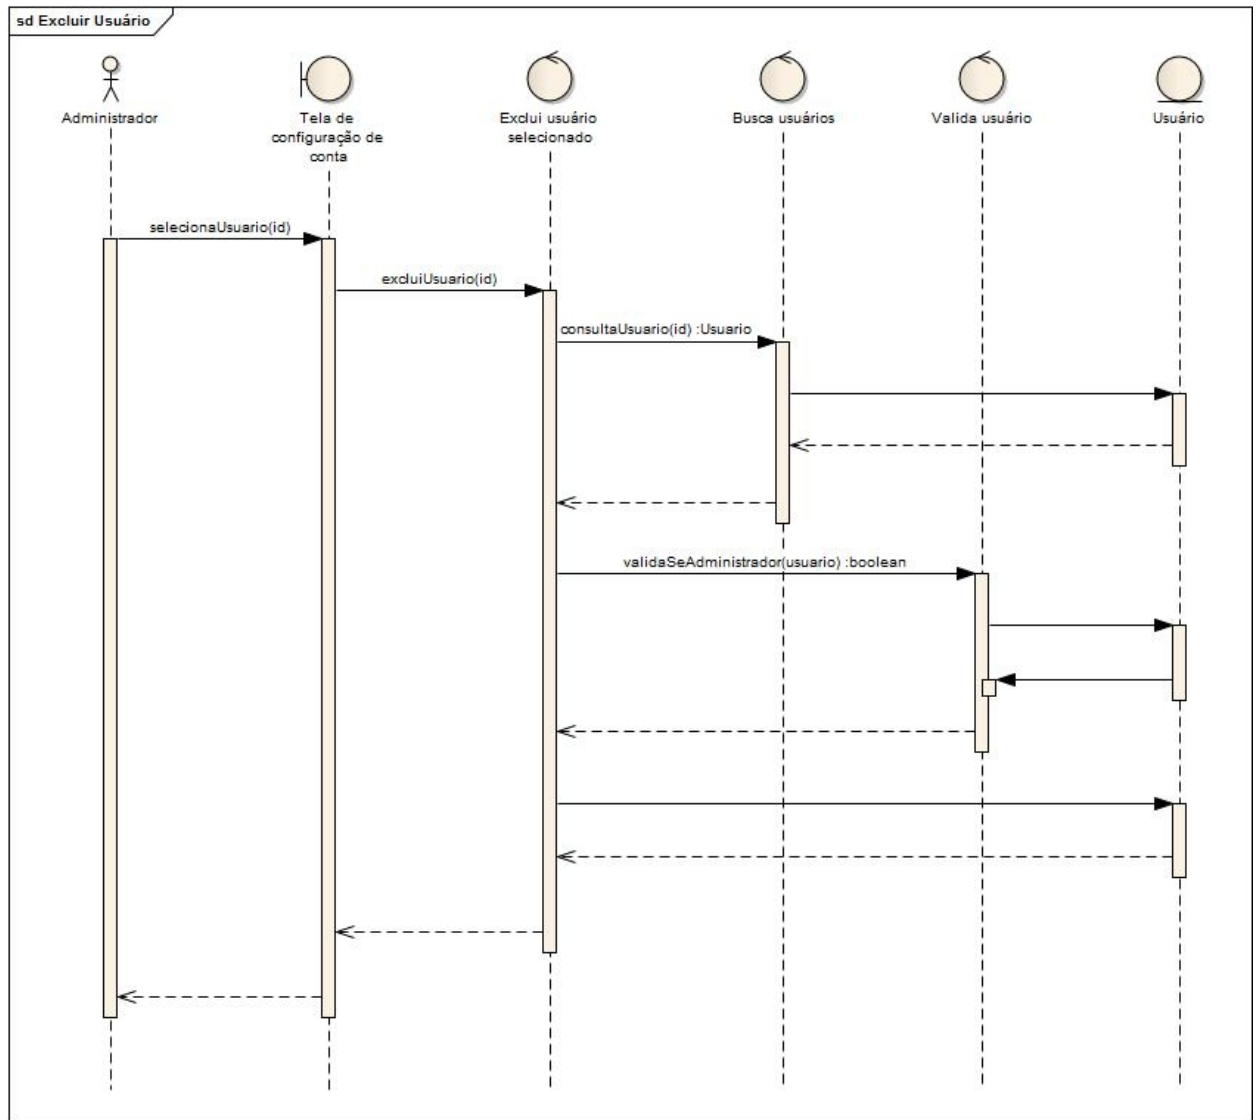 sd Excluir Usuário
Administrador
Tela de
configuração de
conta
Exclui usuário
selecionado
Busca usuários
Valida usuário
Usuário
selecionaUsuario(id)
excluiUsuario(id)
consultaUsuario(id) :Usuario
validaSeAdministrador(usuario) :boolean